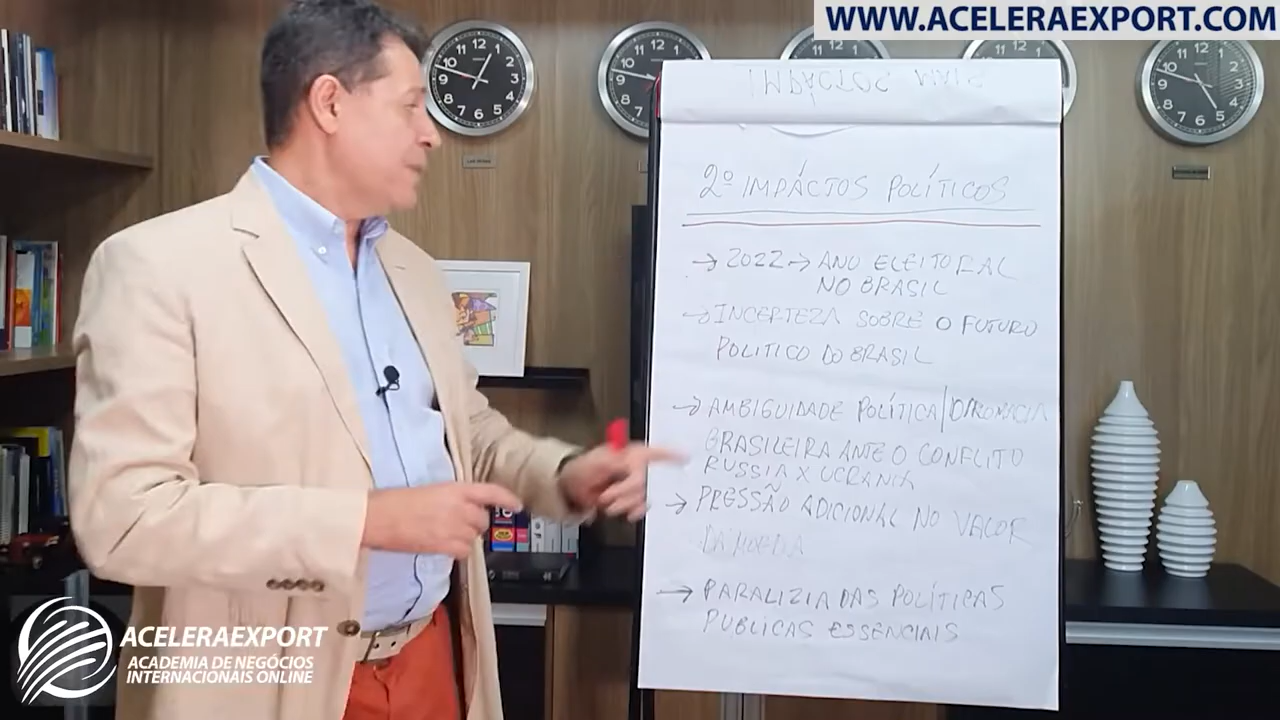 WWW.ACELERAEXPORT.COM
2º IMPÁCTOS POLÍTICOS
→ 2022 → ANO ELEITORAL
NO BRASIL
→ INCERTEZA SOBRE O FUTURO
POLITICO DO BRASIL
→ AMBIGUIDADE POLÍTICA/DIPLOMACIA
BRASILEIRA ANTE O CONFLITO
RUSSIA X UCRANIA
→ PRESSÃO ADICIONAL NO VALOR
DA MOEDA
→ PARALIZIA DAS POLÍTICAS
PUBLICAS ESSENCIAIS
ACELERAEXPORT
ACADEMIA DE NEGÓCIOS
INTERNACIONAIS ONLINE